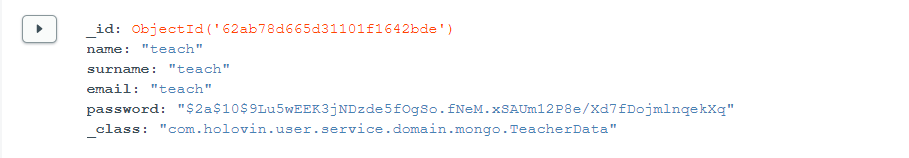 _id: ObjectId('62ab78d665d31101f1642bde')
name: "teach"
surname: "teach"
email: "teach"
password: "$2a$10$9Lu5wEEK3jNDzde5fOgSo.fNeM.xSAUm12P8e/Xd7fDojmlnqekXq"
_class: "com.holovin.user.service.domain.mongo.TeacherData"